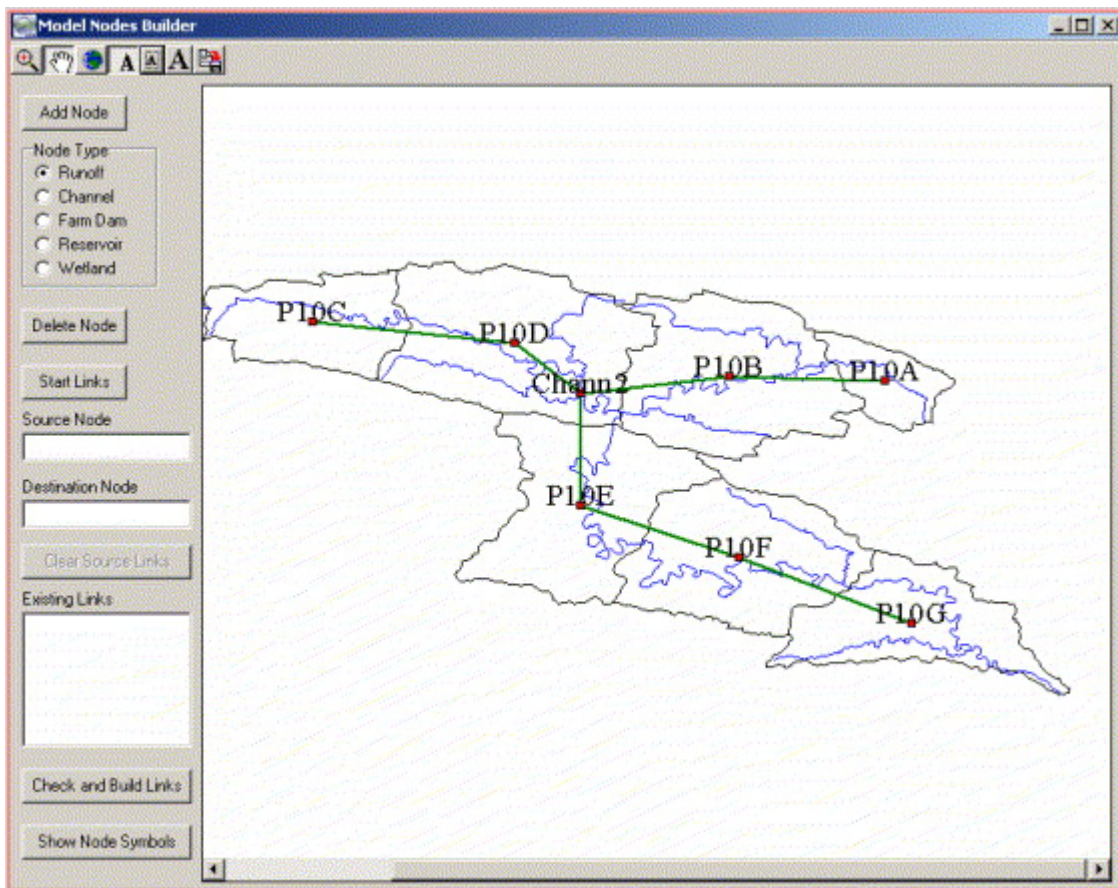 Model Nodes Builder
A A A
Add Node
Node Type
Runoff
Channel
Farm Dam
Reservoir
Wetland
Delete Node
Start Links
Source Node
Destination Node
Clear Source Links
Existing Links
Check and Build Links
Show Node Symbols
P10C
P10D
P10B
P10A
Chann2
P10E
P10F
P10G